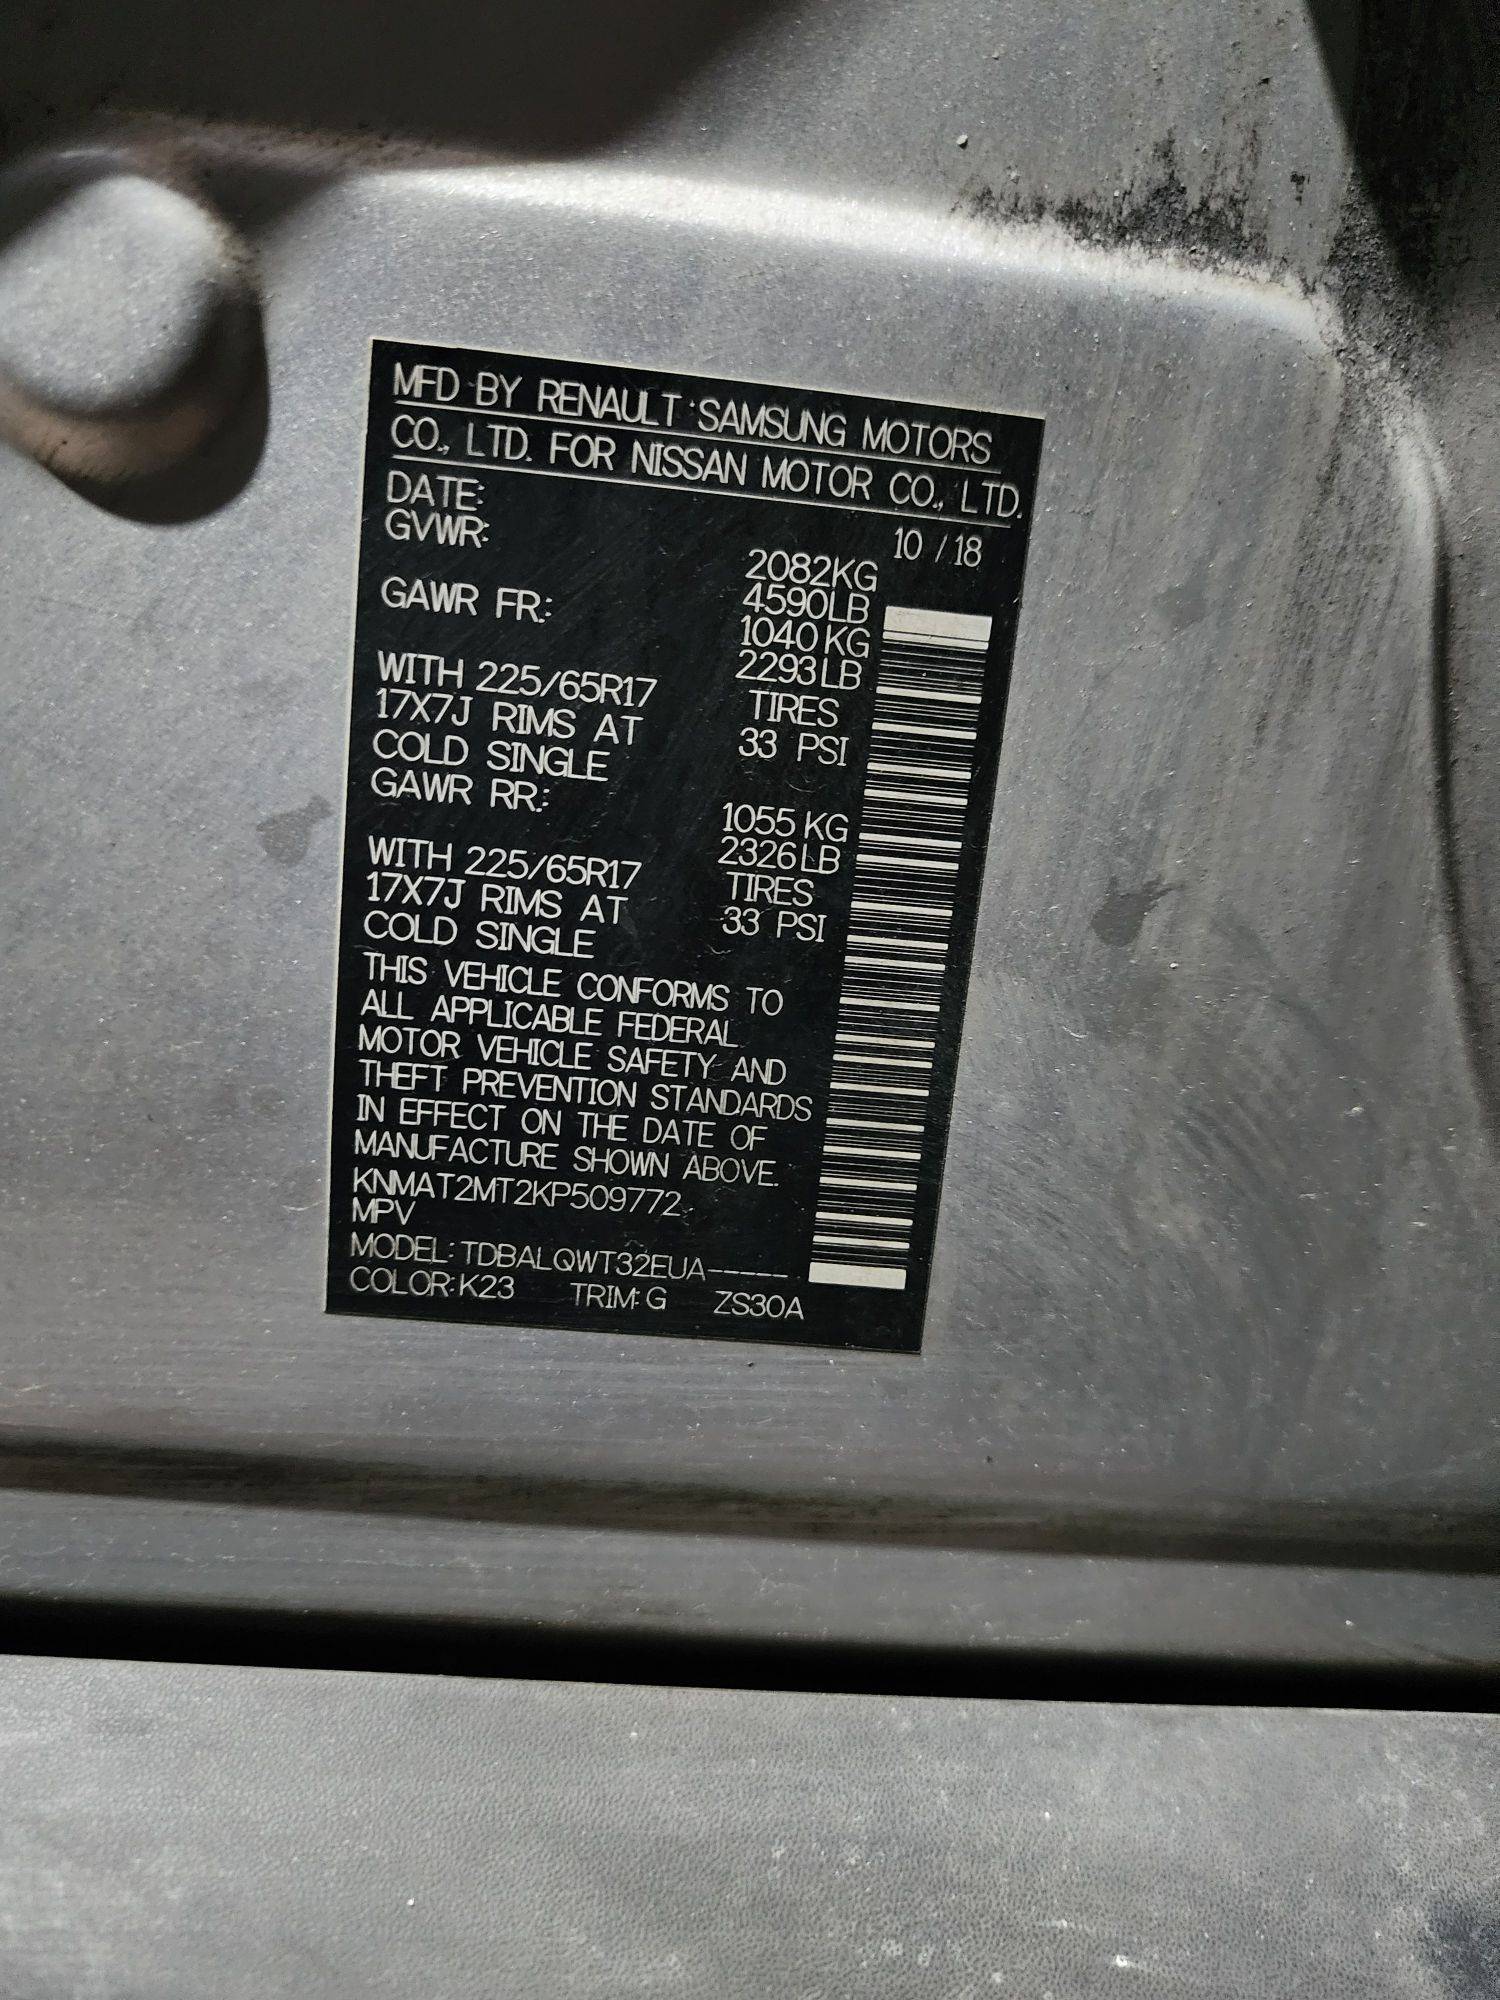 MFD BY RENAULT SAMSUNG MOTORS
CO., LTD. FOR NISSAN MOTOR CO., LTD.
DATE: 10 / 18
GVWR: 2082KG
4590LB
GAWR FR.: 1040KG
2293LB
WITH 225/65R17 TIRES
17X7J RIMS AT 33 PSI
COLD SINGLE
GAWR RR.: 1055KG
2326LB
WITH 225/65R17 TIRES
17X7J RIMS AT 33 PSI
COLD SINGLE
THIS VEHICLE CONFORMS TO
ALL APPLICABLE FEDERAL
MOTOR VEHICLE SAFETY AND
THEFT PREVENTION STANDARDS
IN EFFECT ON THE DATE OF
MANUFACTURE SHOWN ABOVE.
KNMAT2MT2KP509772
MPV
MODEL: TDBALQWT32EUA-----
COLOR: K23 TRIM: G ZS30A